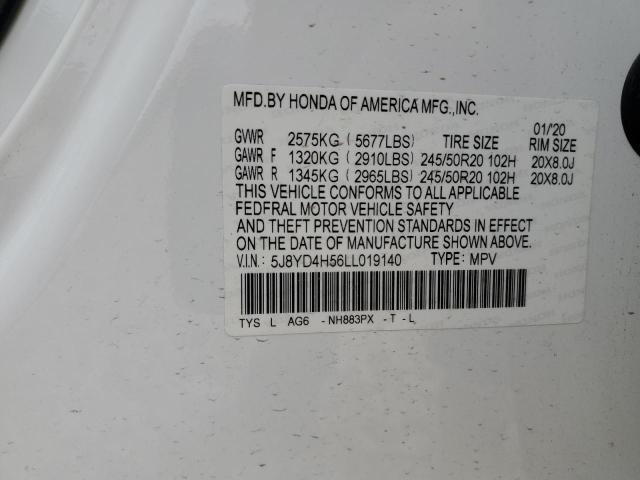 MFD.BY HONDA OF AMERICA MFG.,INC.
01/'20
GVWR 2575KG ( 5677LBS) TIRE SIZE RIM SIZE
GAWR F 1320KG ( 2910LBS) 245/50R20 102H 20X8.0J
GAWR R 1345KG ( 2965LBS) 245/50R20 102H 20X8.0J
THIS VEHICLE CONFORMS TO ALL APPLICABLE
FEDFRAL MOTOR VEHICLE SAFETY
AND THEFT PREVENTION STANDARDS IN EFFECT
ON THE DATE OF MANUFACTURE SHOWN ABOVE.
V.I.N: 5J8YD4H56LL019140 TYPE: MPV
TYS L AG6 -NH883PX -T-L